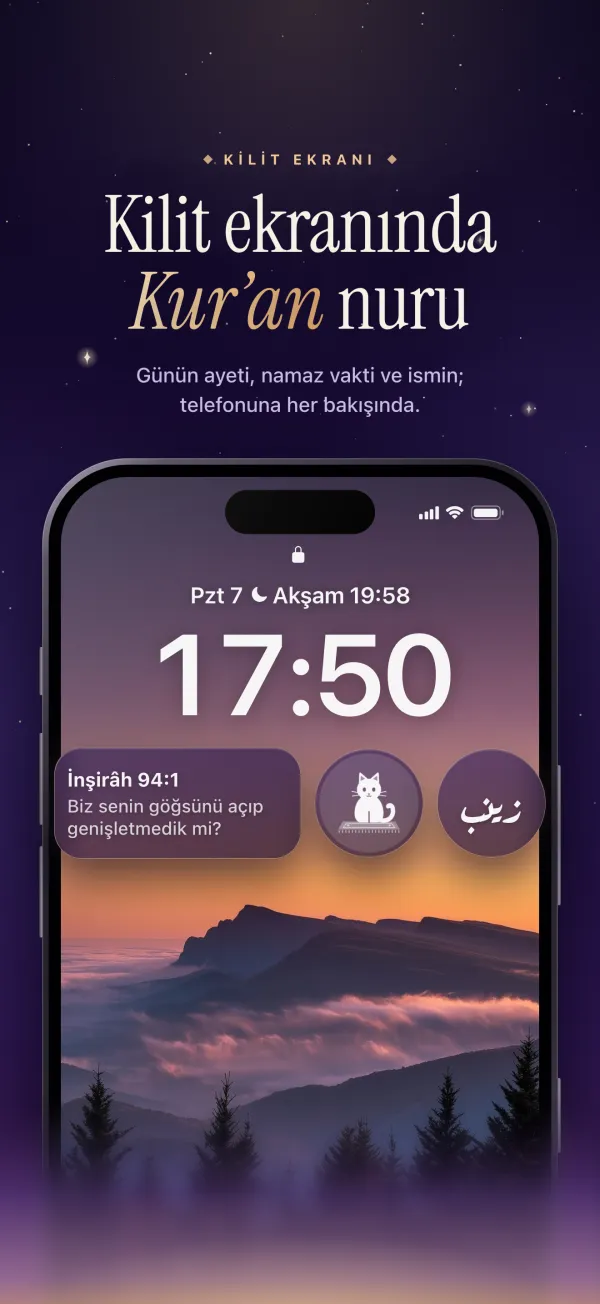 KİLİT EKRANI
Kilit ekranında
Kur’an nuru
Günün ayeti, namaz vakti ve ismin;
telefonuna her bakışında.
Pzt 7 Akşam 19:58
17:50
İnşirâh 94:1
Biz senin göğsünü açıp
genişletmedik mi?
زينب